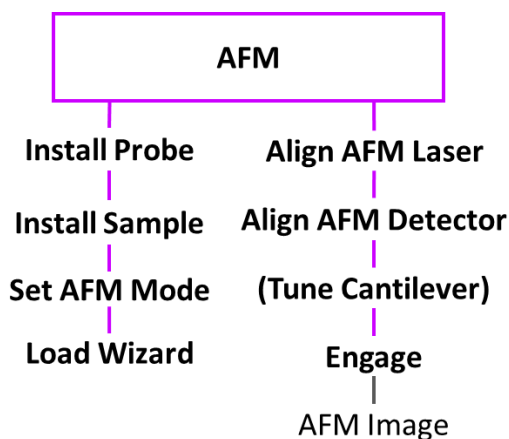 AFM
Install Probe
Install Sample
Set AFM Mode
Load Wizard
Align AFM Laser
Align AFM Detector
(Tune Cantilever)
Engage
AFM Image